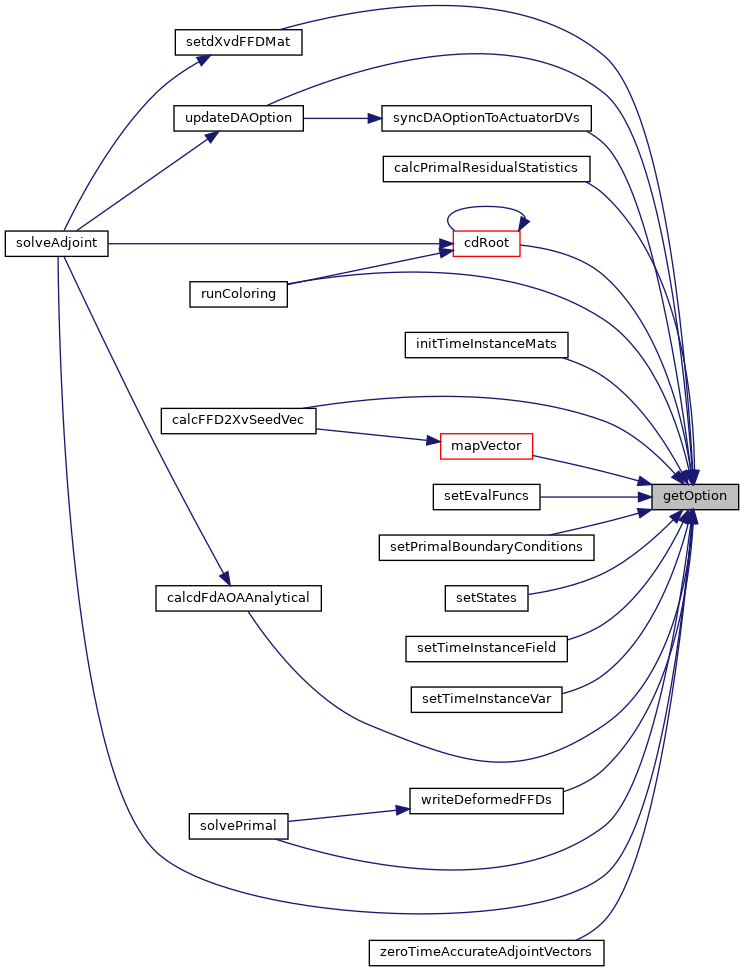 setdXvdFFDMat
updateDAOption
syncDAOptionToActuatorDVs
calcPrimalResidualStatistics
solveAdjoint
cdRoot
runColoring
initTimeInstanceMats
calcFFD2XvSeedVec
mapVector
setEvalFuncs
getOption
setPrimalBoundaryConditions
calcdFdAOAAnalytical
setStates
setTimeInstanceField
setTimeInstanceVar
writeDeformedFFDs
solvePrimal
zeroTimeAccurateAdjointVectors